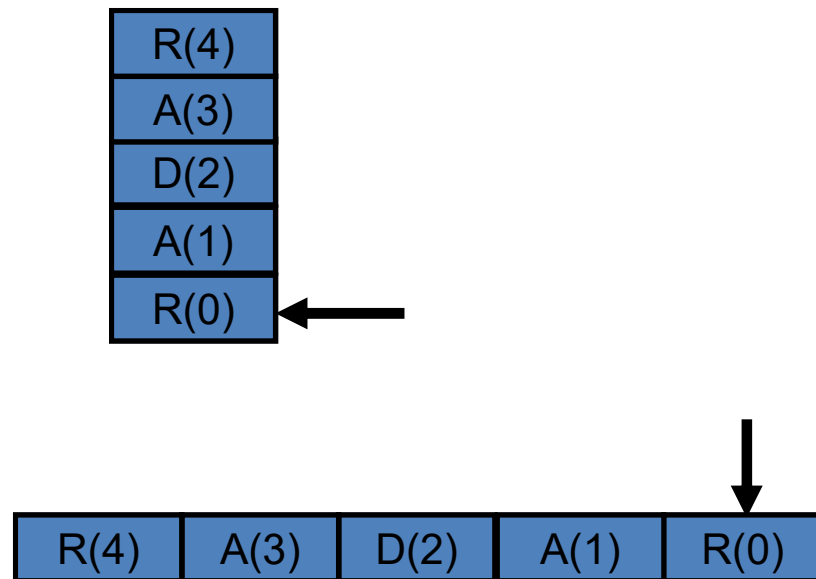 R(4)
A(3)
D(2)
A(1)
R(0)
R(4) A(3) D(2) A(1) R(0)